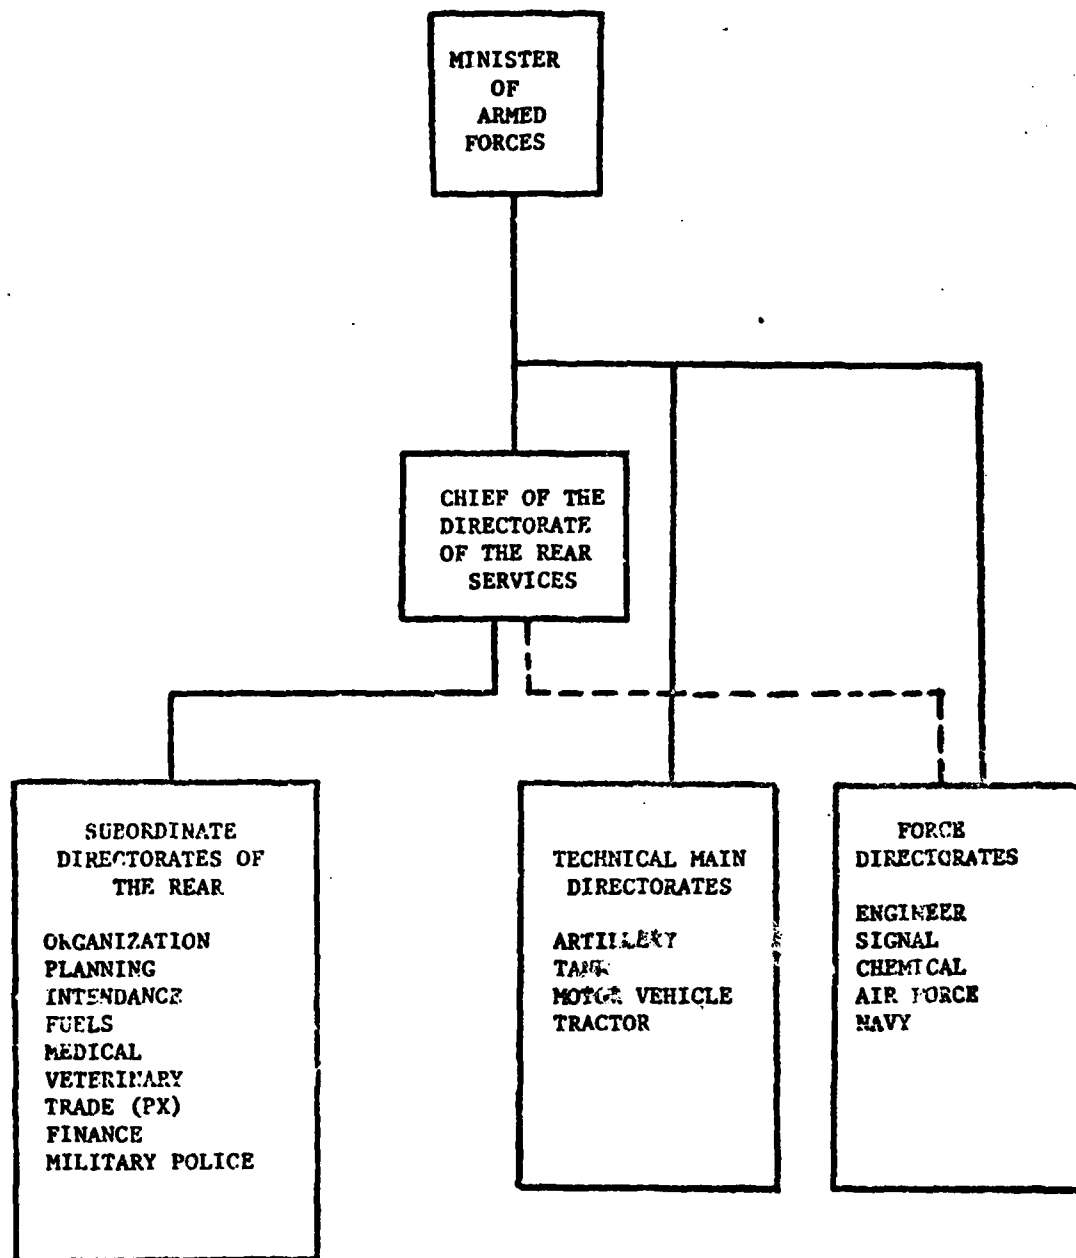 MINISTER
OF
ARMED
FORCES
CHIEF OF THE
DIRECTORATE
OF THE REAR
SERVICES
SUBORDINATE
DIRECTORATES OF
THE REAR
ORGANIZATION
PLANNING
INTENDANCE
FUELS
MEDICAL
VETERINARY
TRADE (PX)
FINANCE
MILITARY POLICE
TECHNICAL MAIN
DIRECTORATES
ARTILLERY
TANK
MOTOR VEHICLE
TRACTOR
FORCE
DIRECTORATES
ENGINEER
SIGNAL
CHEMICAL
AIR FORCE
NAVY